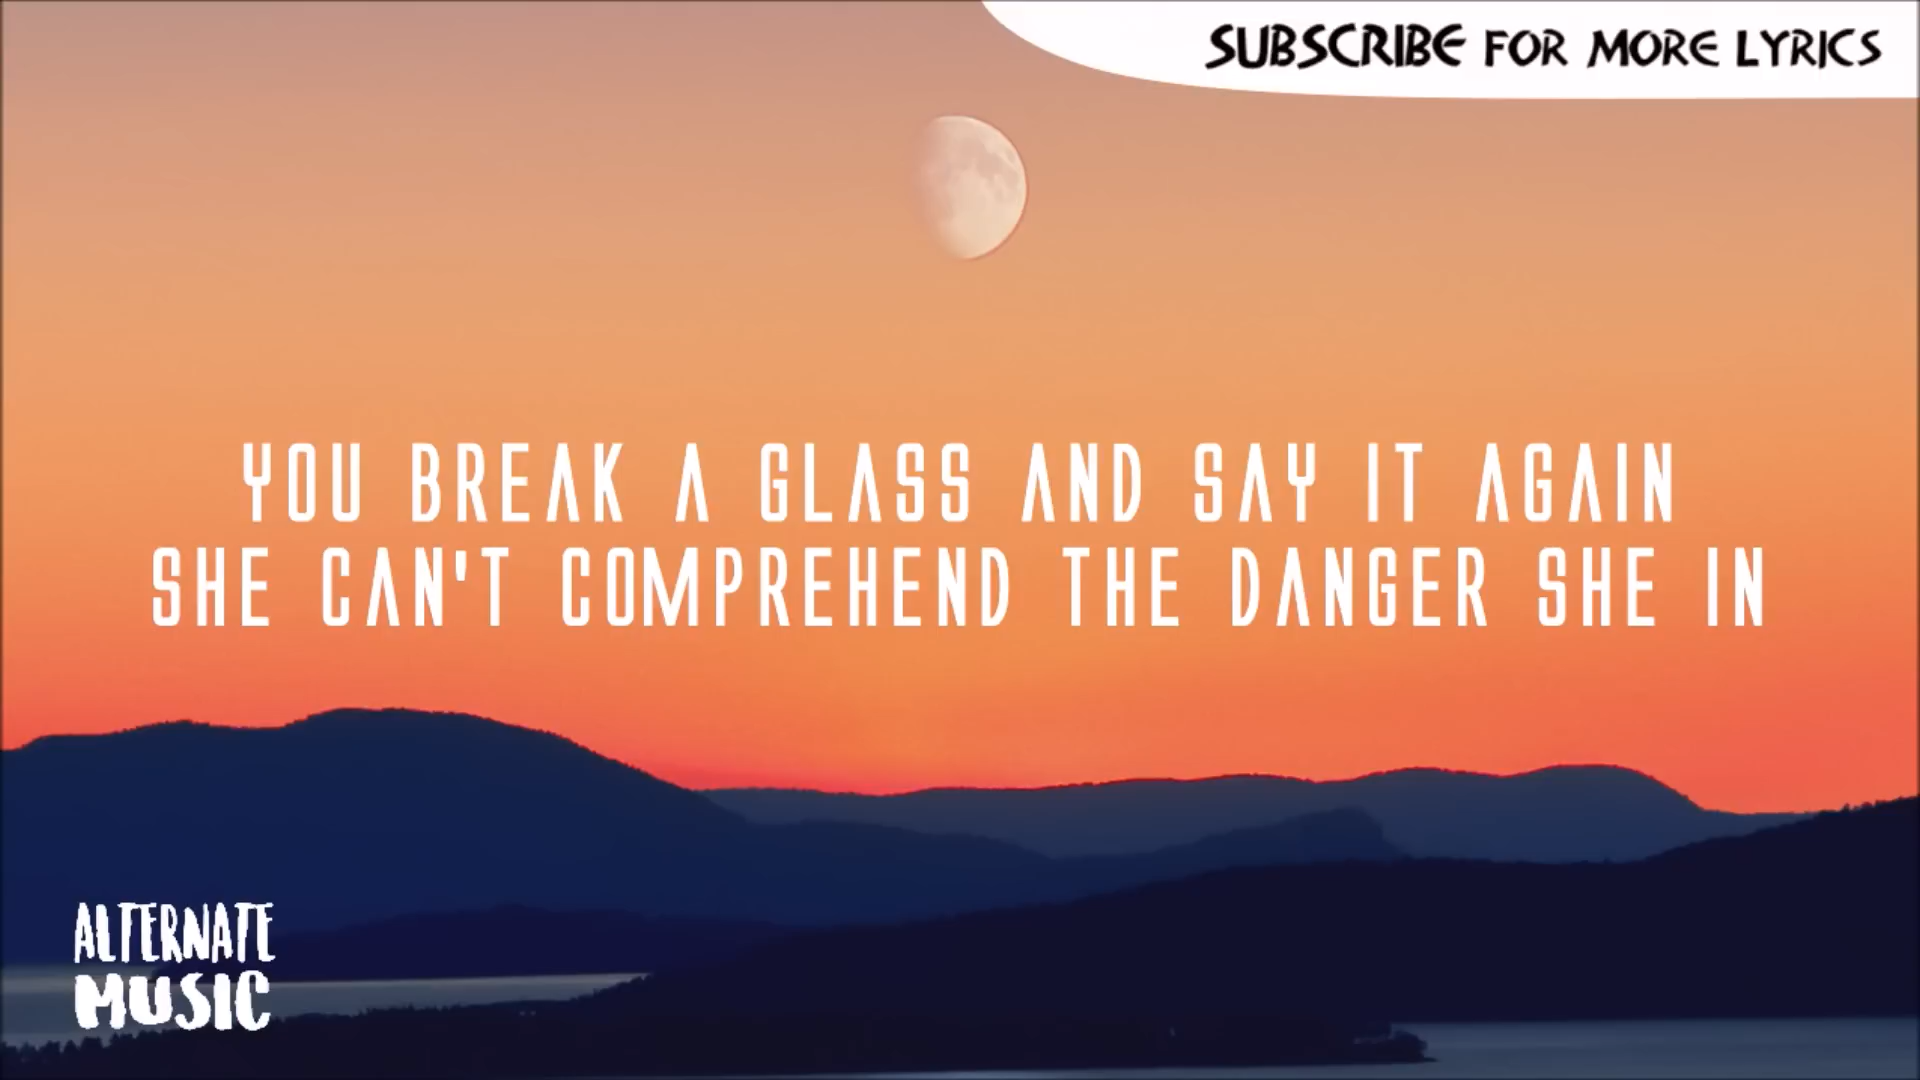 SUBSCRIBE FOR MORE LYRICS
YOU BREAK A GLASS AND SAY IT AGAIN
SHE CAN'T COMPREHEND THE DANGER SHE IN
ALTERNATE
MUSIC